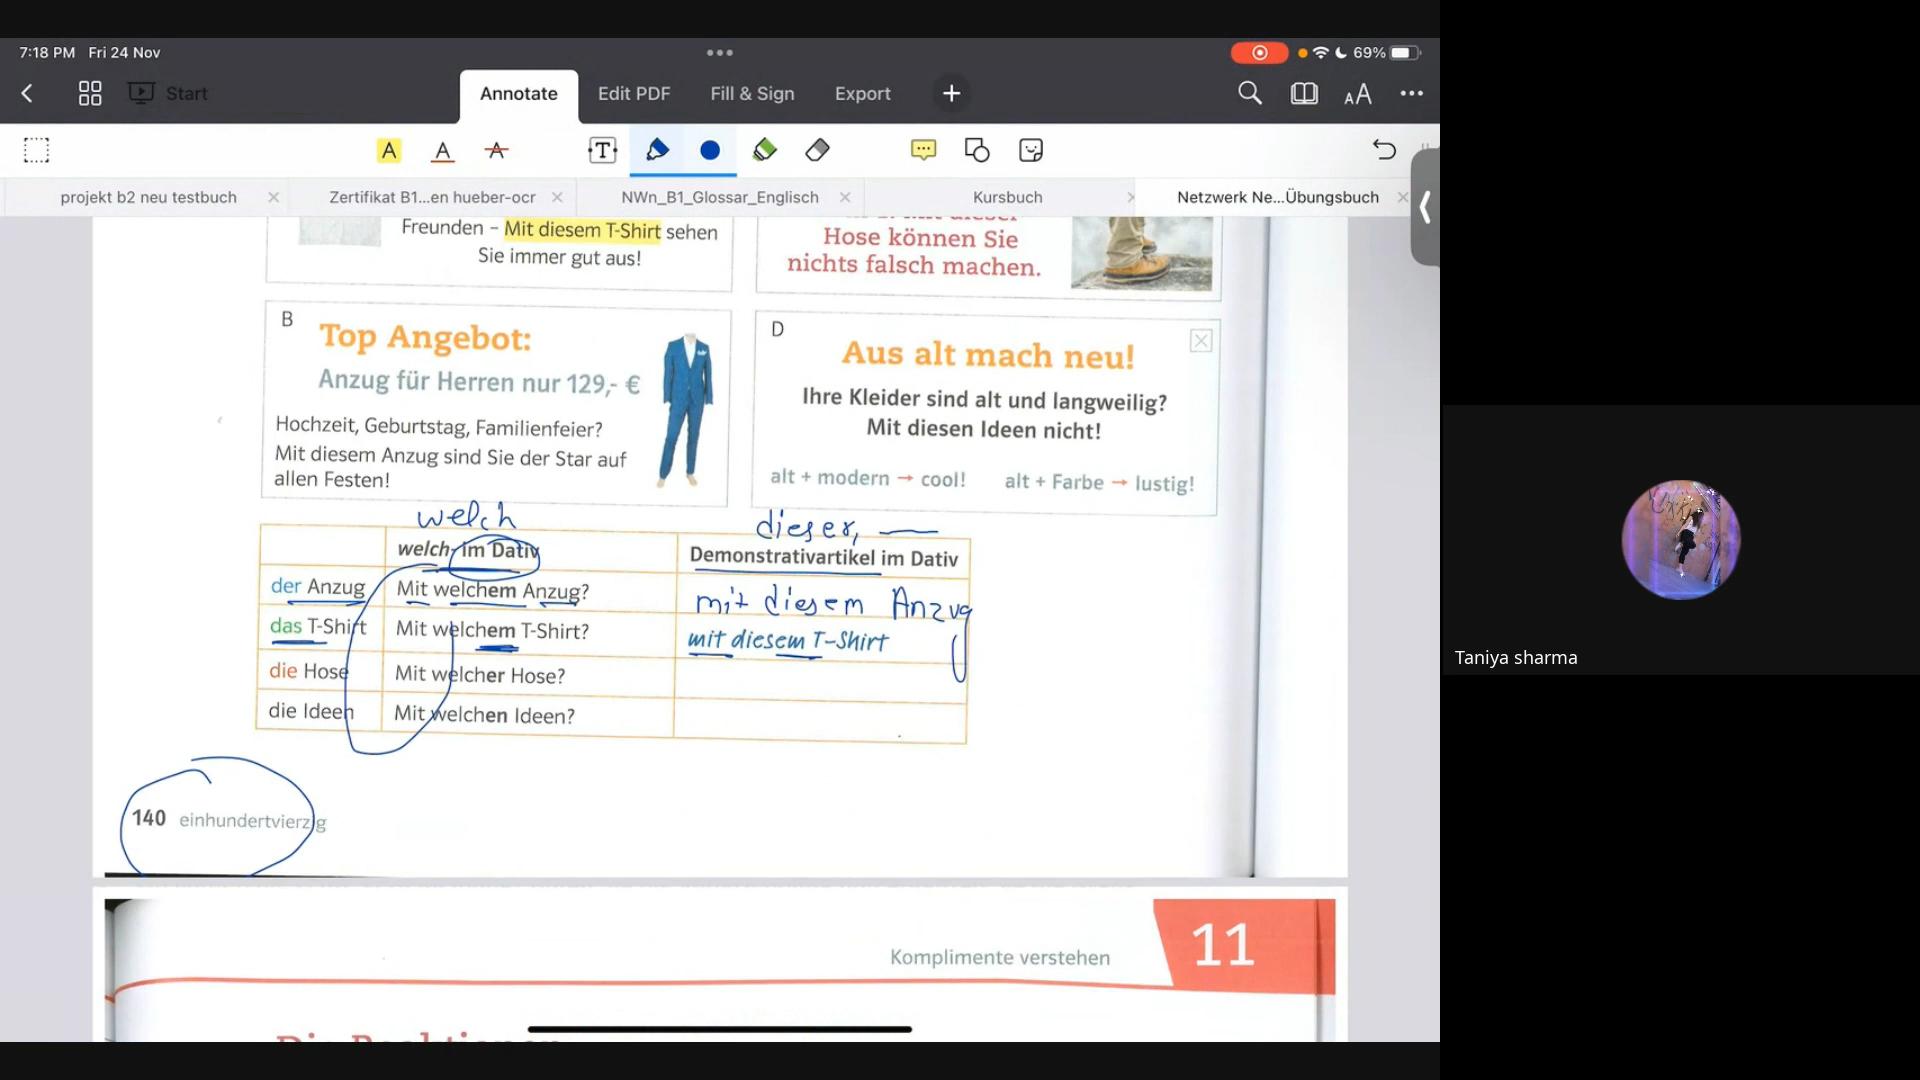 7:18 PM Fri 24 Nov
69%
Start
Annotate
Edit PDF
Fill & Sign
Export
projekt b2 neu testbuch
Zertifikat B1...en hueber-ocr
NWn_B1_Glossar_Englisch
Kursbuch
Netzwerk Ne...Übungsbuch
Freunden – Mit diesem T-Shirt sehen
Sie immer gut aus!
Hose können Sie
nichts falsch machen.
B
Top Angebot:
Anzug für Herren nur 129,- €
Hochzeit, Geburtstag, Familienfeier?
Mit diesem Anzug sind Sie der Star auf
allen Festen!
D
Aus alt mach neu!
Ihre Kleider sind alt und langweilig?
Mit diesen Ideen nicht!
alt + modern → cool!
alt + Farbe → lustig!
welch
dieser,
welch- im Dativ
Demonstrativartikel im Dativ
der Anzug
Mit welchem Anzug?
mit diesem Anzug
das T-Shirt
Mit welchem T-Shirt?
mit diesem T-Shirt
die Hose
Mit welcher Hose?
die Ideen
Mit welchen Ideen?
140 einhundertvierzig
Komplimente verstehen
11
Taniya sharma